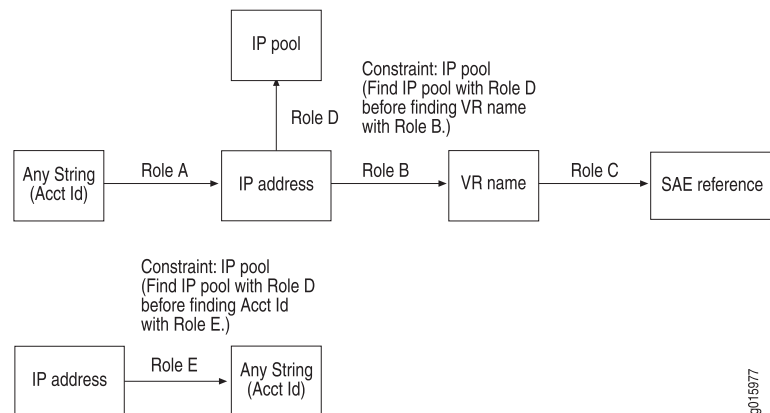 IP pool
Constraint: IP pool
(Find IP pool with Role D
before finding VR name
with Role B.)
Role D
Any String
(Acct Id)
Role A
IP address
Role B
VR name
Role C
SAE reference
Constraint: IP pool
(Find IP pool with Role D
before finding Acct Id
with Role E.)
IP address
Role E
Any String
(Acct Id)
g015977